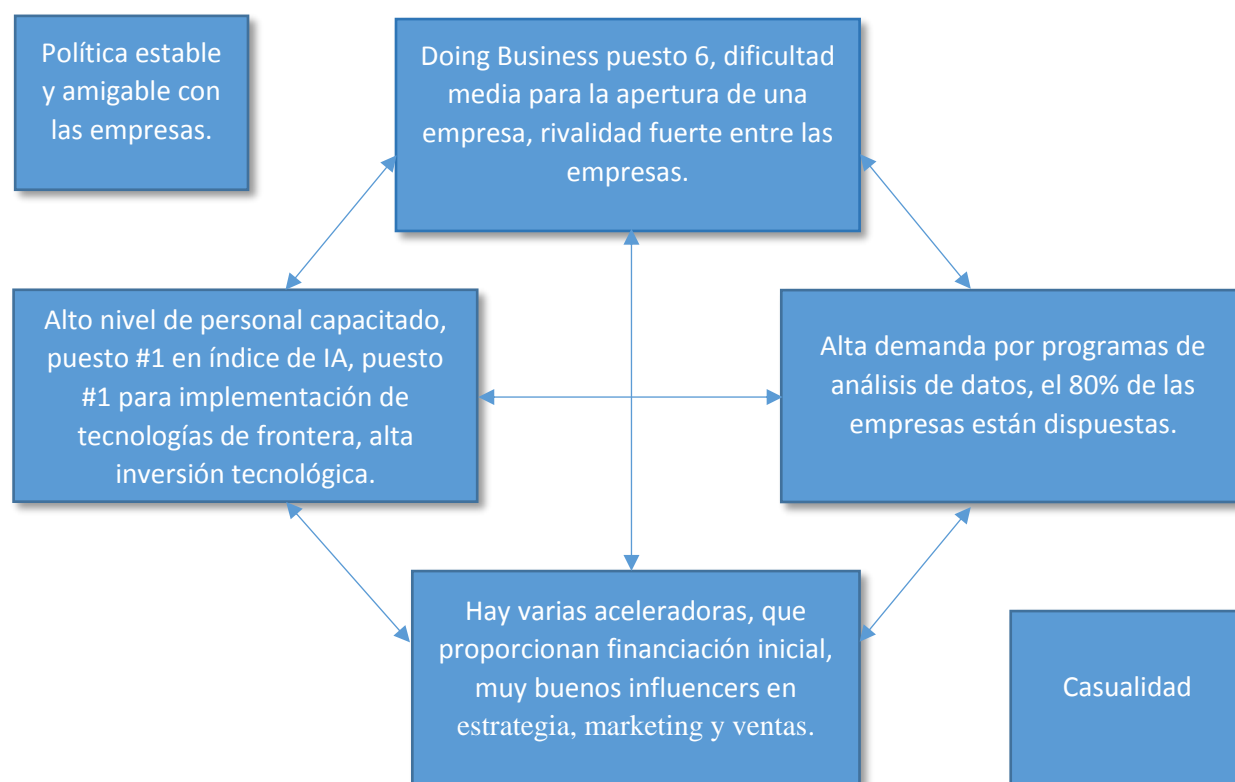 Política estable
y amigable con
las empresas.
Doing Business puesto 6, dificultad
media para la apertura de una
empresa, rivalidad fuerte entre las
empresas.
Alto nivel de personal capacitado,
puesto #1 en índice de IA, puesto
#1 para implementación de
tecnologías de frontera, alta
inversión tecnológica.
Alta demanda por programas de
análisis de datos, el 80% de las
empresas están dispuestas.
Hay varias aceleradoras, que
proporcionan financiación inicial,
muy buenos influencers en
estrategia, marketing y ventas.
Casualidad